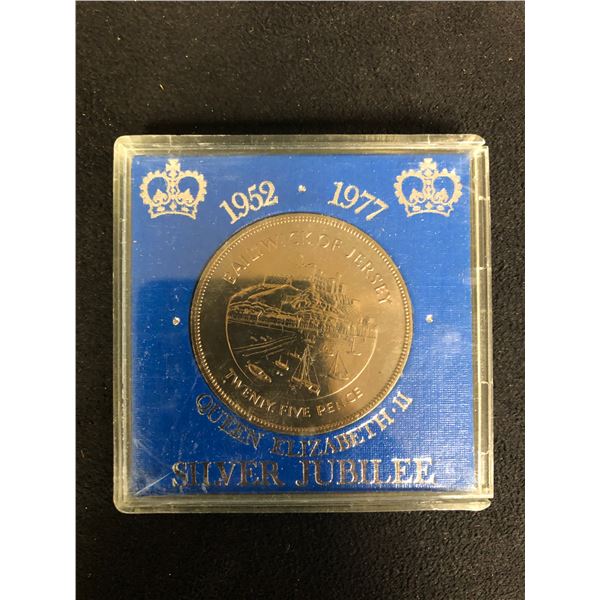 1952 · 1977
BAILIWICK OF JERSEY
TWENTY. FIVE PENCE
QUEEN ELIZABETH · II
SILVER JUBILEE